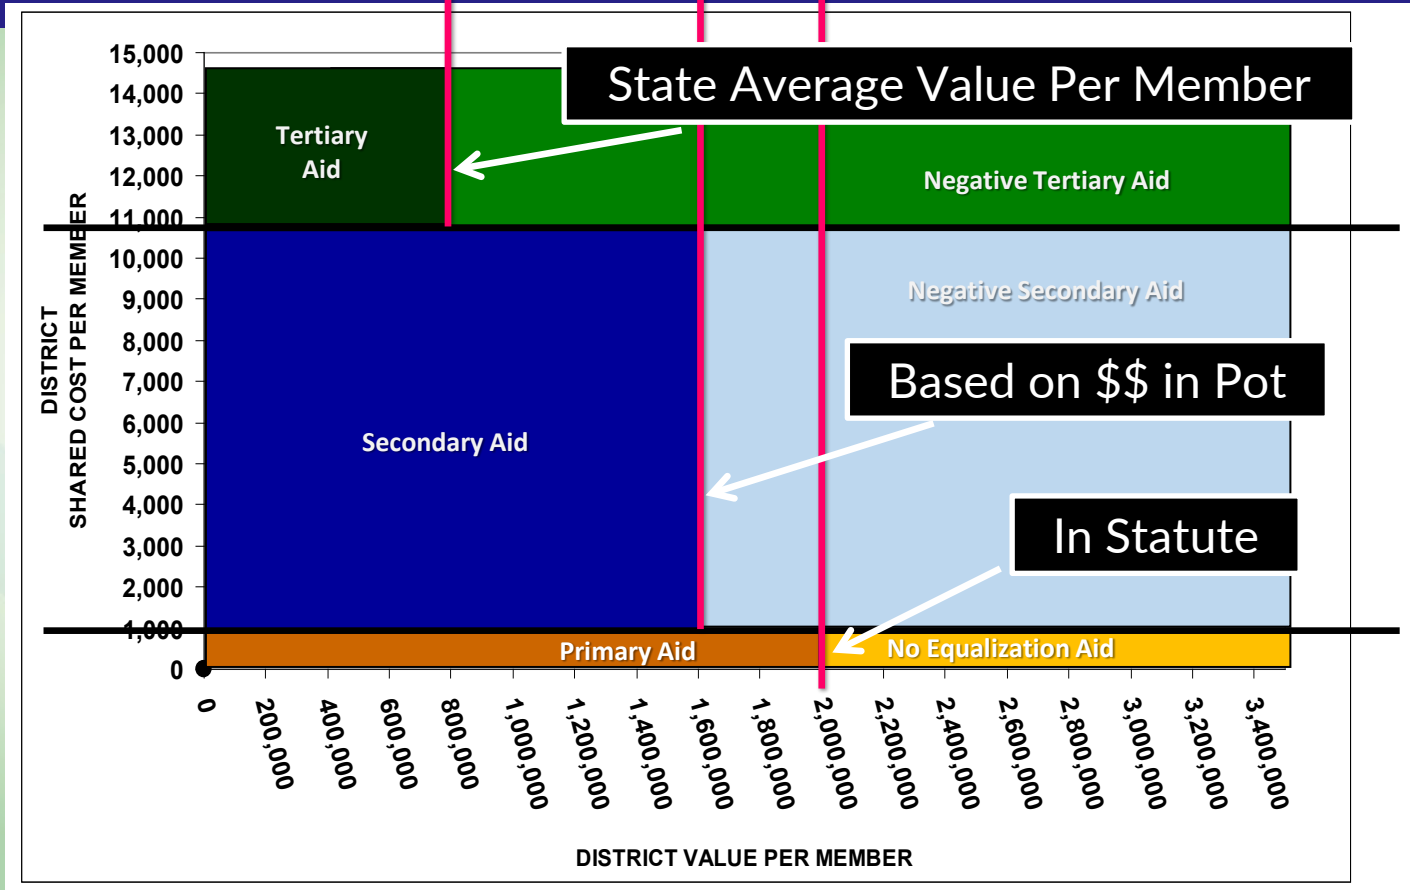 State Average Value Per Member
15,000
14,000
13,000
12,000
11,000
10,000
9,000
8,000
7,000
6,000
5,000
4,000
3,000
2,000
1,000
0
DISTRICT
SHARED COST PER MEMBER
Tertiary
Aid
Negative Tertiary Aid
Negative Secondary Aid
Based on $$ in Pot
Secondary Aid
In Statute
Primary Aid
No Equalization Aid
0
200,000
400,000
600,000
800,000
1,000,000
1,200,000
1,400,000
1,600,000
1,800,000
2,000,000
2,200,000
2,400,000
2,600,000
2,800,000
3,000,000
3,200,000
3,400,000
DISTRICT VALUE PER MEMBER